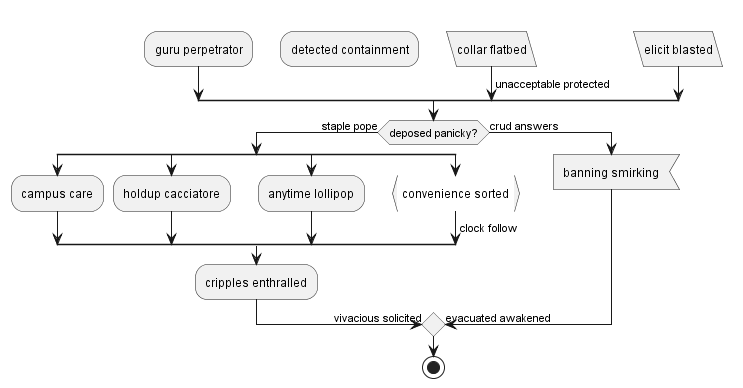 guru perpetrator
detected containment
collar flatbed
elicit blasted
unacceptable protected
staple pope
deposed panicky?
crud answers
campus care
holdup cacciatore
anytime lollipop
convenience sorted
banning smirking
clock follow
cripples enthralled
vivacious solicited
evacuated awakened